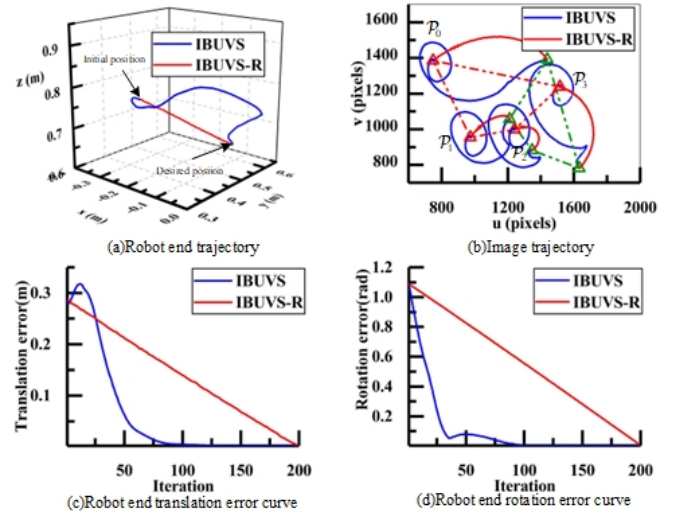 IBUVS
IBUVS-R
Initial position
Desired position
z (m)
0.9
0.8
0.7
0.6
-0.3
-0.2
-0.1
0.0
x (m)
0.3
0.4
0.5
0.6
y (m)
(a)Robot end trajectory
IBUVS
IBUVS-R
P0
P1
P2
P3
v (pixels)
1600
1400
1200
1000
800
800
1200
1600
2000
u (pixels)
(b)Image trajectory
IBUVS
IBUVS-R
Translation error(m)
0.3
0.2
0.1
50
100
150
200
Iteration
(c)Robot end translation error curve
IBUVS
IBUVS-R
Rotation error(rad)
1.2
1.0
0.8
0.6
0.4
0.2
50
100
150
200
Iteration
(d)Robot end rotation error curve